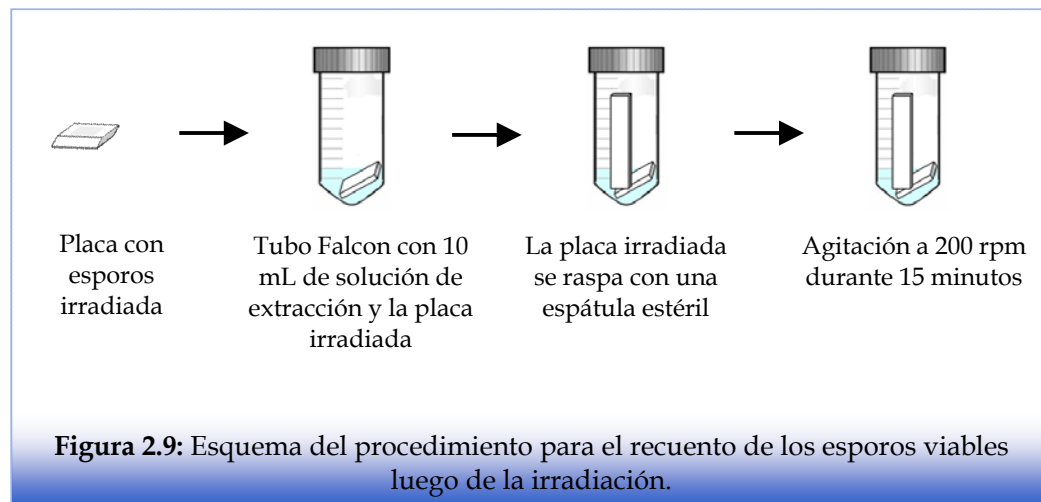 Placa con
esporos
irradiada
Tubo Falcon con 10
mL de solución de
extracción y la placa
irradiada
La placa irradiada
se raspa con una
espátula estéril
Agitación a 200 rpm
durante 15 minutos
Figura 2.9: Esquema del procedimiento para el recuento de los esporos viables
luego de la irradiación.